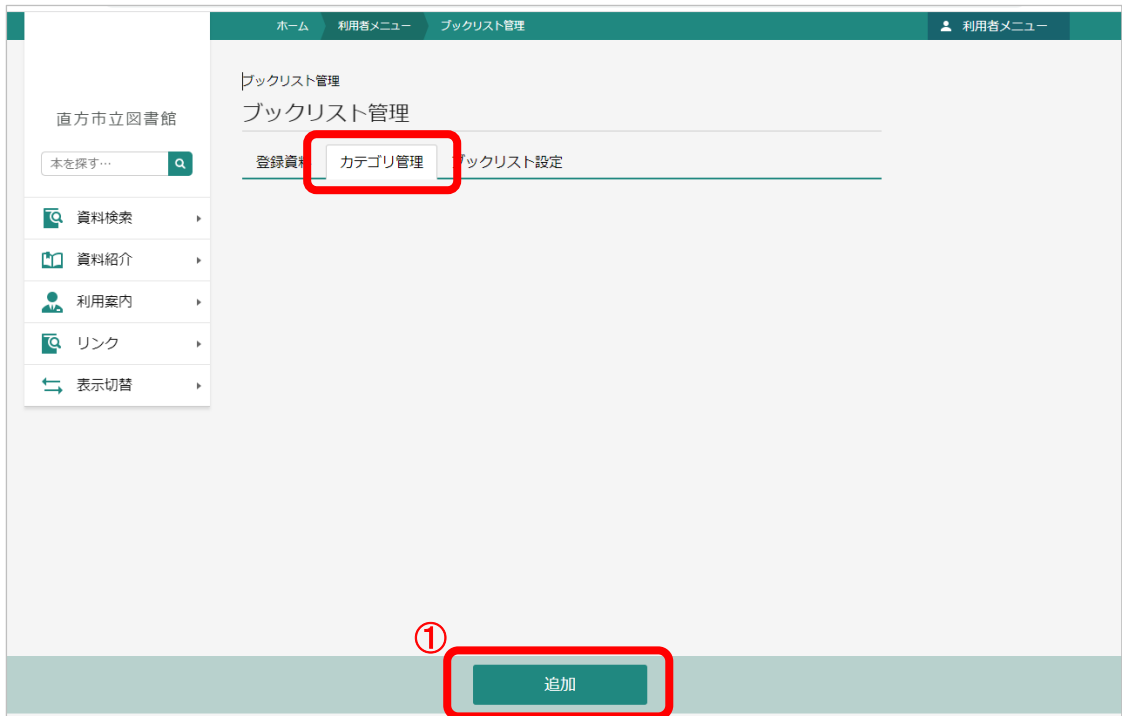 ホーム 利用者メニュー ブックリスト管理 利用者メニュー
直方市立図書館
本を探す…
資料検索
資料紹介
利用案内
リンク
表示切替
ブックリスト管理
ブックリスト管理
登録資料 カテゴリ管理 ブックリスト設定
①
追加